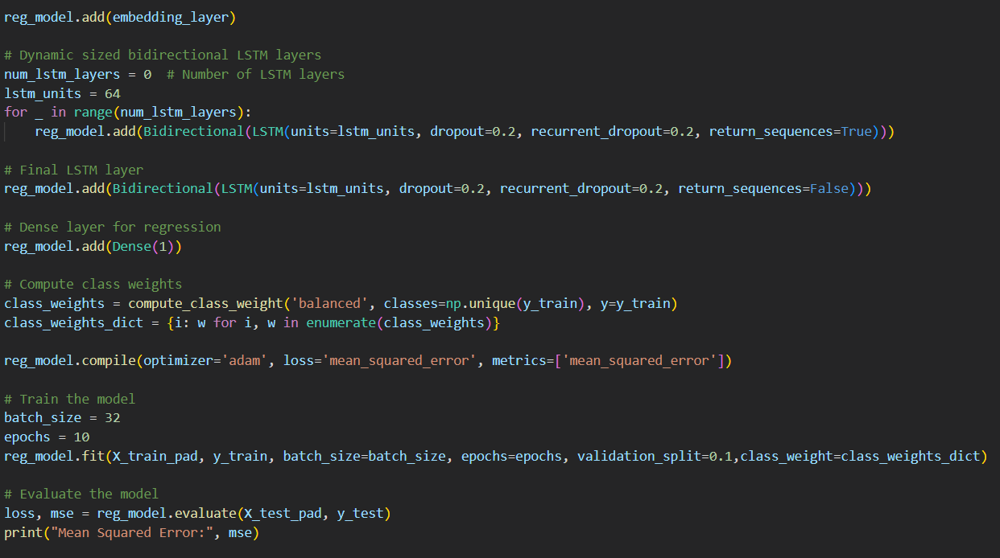 reg_model.add(embedding_layer)
# Dynamic sized bidirectional LSTM layers
num_lstm_layers = 0  # Number of LSTM layers
lstm_units = 64
for _ in range(num_lstm_layers):
    reg_model.add(Bidirectional(LSTM(units=lstm_units, dropout=0.2, recurrent_dropout=0.2, return_sequences=True)))
# Final LSTM layer
reg_model.add(Bidirectional(LSTM(units=lstm_units, dropout=0.2, recurrent_dropout=0.2, return_sequences=False)))
# Dense layer for regression
reg_model.add(Dense(1))
# Compute class weights
class_weights = compute_class_weight('balanced', classes=np.unique(y_train), y=y_train)
class_weights_dict = {i: w for i, w in enumerate(class_weights)}
reg_model.compile(optimizer='adam', loss='mean_squared_error', metrics=['mean_squared_error'])
# Train the model
batch_size = 32
epochs = 10
reg_model.fit(X_train_pad, y_train, batch_size=batch_size, epochs=epochs, validation_split=0.1,class_weight=class_weights_dict)
# Evaluate the model
loss, mse = reg_model.evaluate(X_test_pad, y_test)
print("Mean Squared Error:", mse)